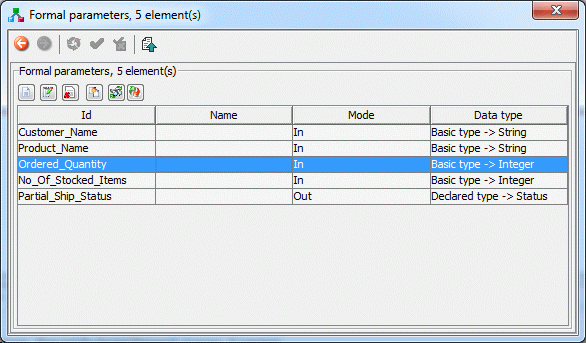 Formal parameters, 5 element(s)
Formal parameters, 5 element(s)
Id Name Mode Data type
Customer_Name In Basic type -> String
Product_Name In Basic type -> String
Ordered_Quantity In Basic type -> Integer
No_Of_Stocked_Items In Basic type -> Integer
Partial_Ship_Status Out Declared type -> Status